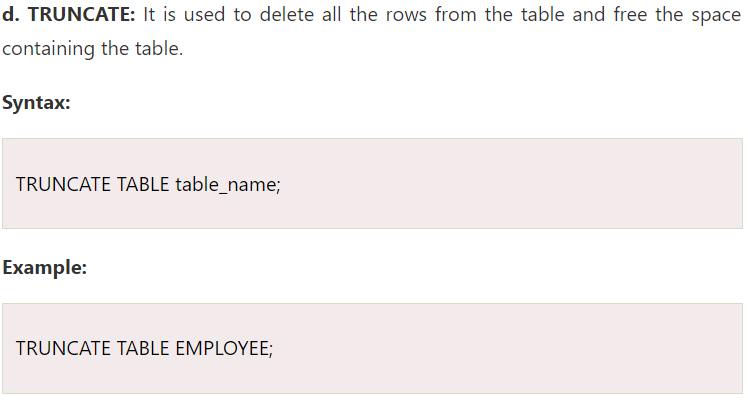 d. TRUNCATE: It is used to delete all the rows from the table and free the space
containing the table.
Syntax:
TRUNCATE TABLE table_name;
Example:
TRUNCATE TABLE EMPLOYEE;